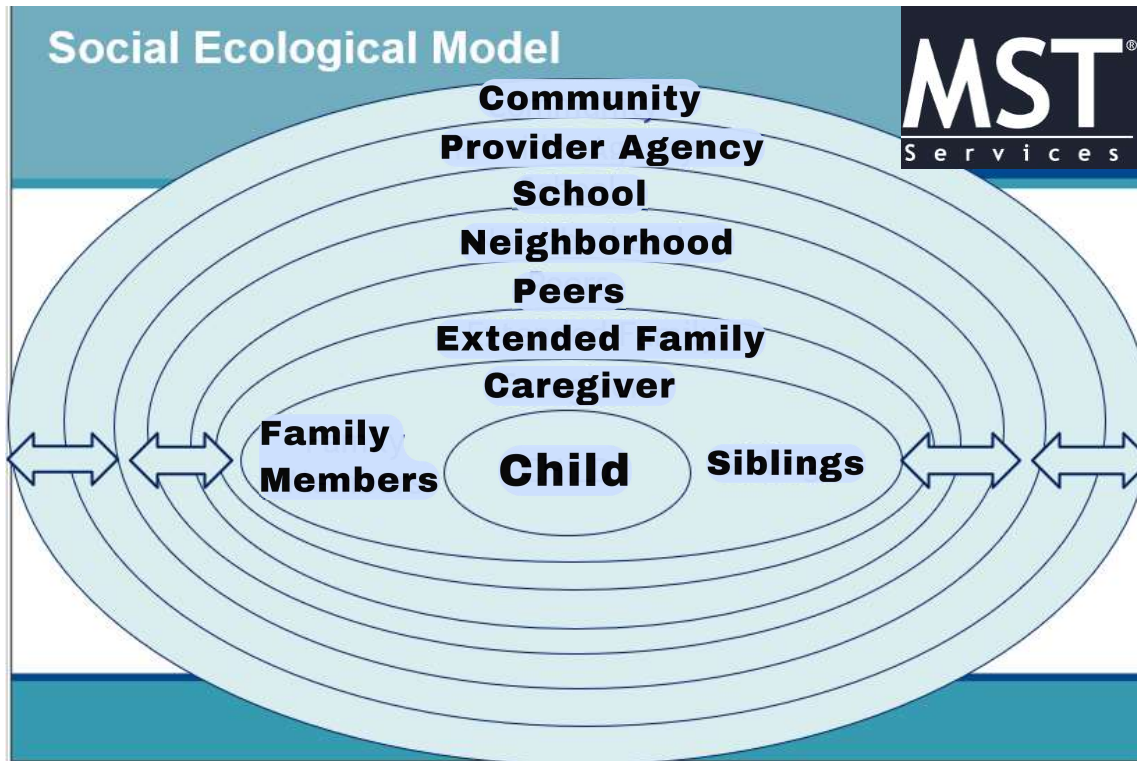 Social Ecological Model
MST®
Services
Community
Provider Agency
School
Neighborhood
Peers
Extended Family
Caregiver
Family
Members
Child
Siblings